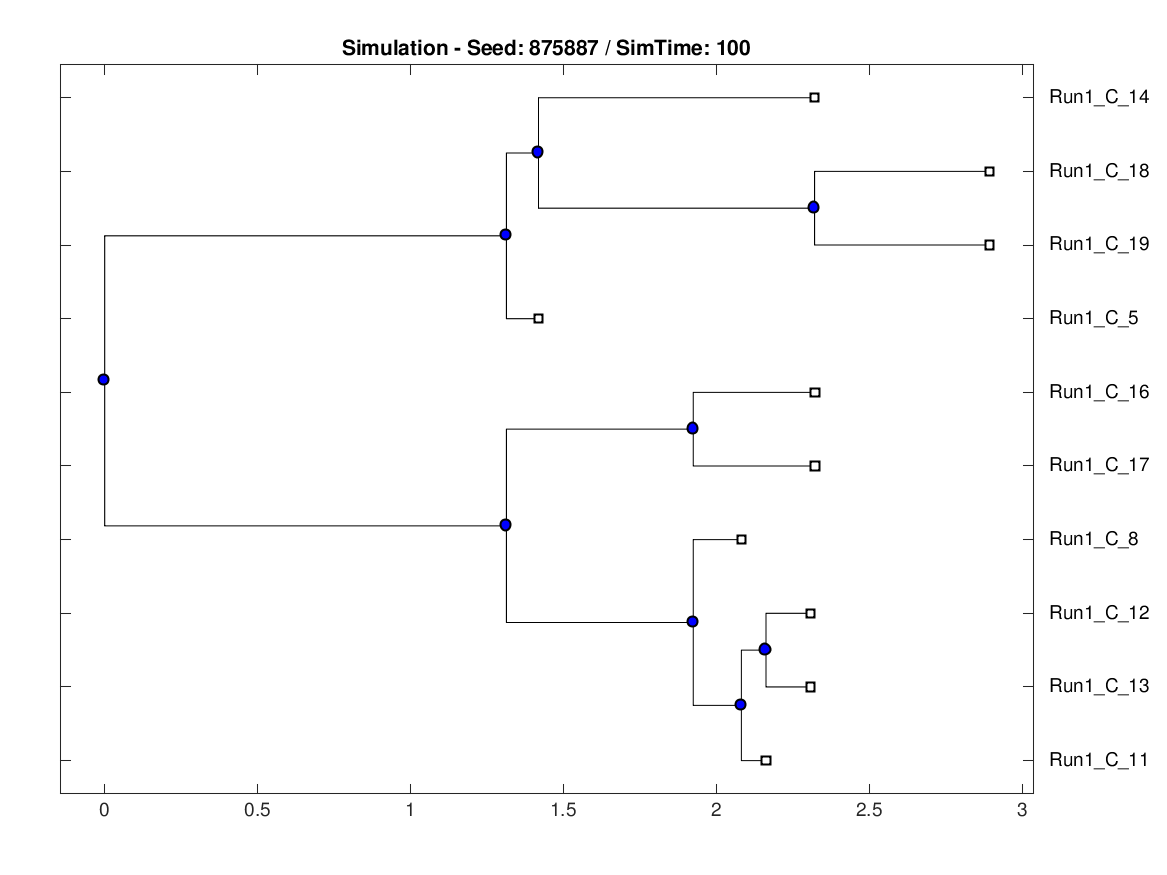 Simulation - Seed: 875887 / SimTime: 100
Run1_C_14
Run1_C_18
Run1_C_19
Run1_C_5
Run1_C_16
Run1_C_17
Run1_C_8
Run1_C_12
Run1_C_13
Run1_C_11
0 0.5 1 1.5 2 2.5 3